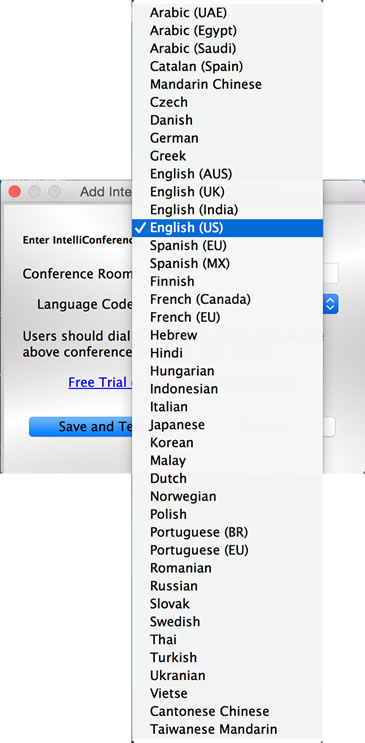 Arabic (UAE)
Arabic (Egypt)
Arabic (Saudi)
Catalan (Spain)
Mandarin Chinese
Czech
Danish
German
Greek
English (AUS)
English (UK)
English (India)
✓ English (US)
Spanish (EU)
Spanish (MX)
Finnish
French (Canada)
French (EU)
Hebrew
Hindi
Hungarian
Indonesian
Italian
Japanese
Korean
Malay
Dutch
Norwegian
Polish
Portuguese (BR)
Portuguese (EU)
Romanian
Russian
Slovak
Swedish
Thai
Turkish
Ukranian
Vietse
Cantonese Chinese
Taiwanese Mandarin
Add Inte
Enter IntelliConference
Conference Room
Language Code
Users should dial
above conference
Free Trial
Save and Te